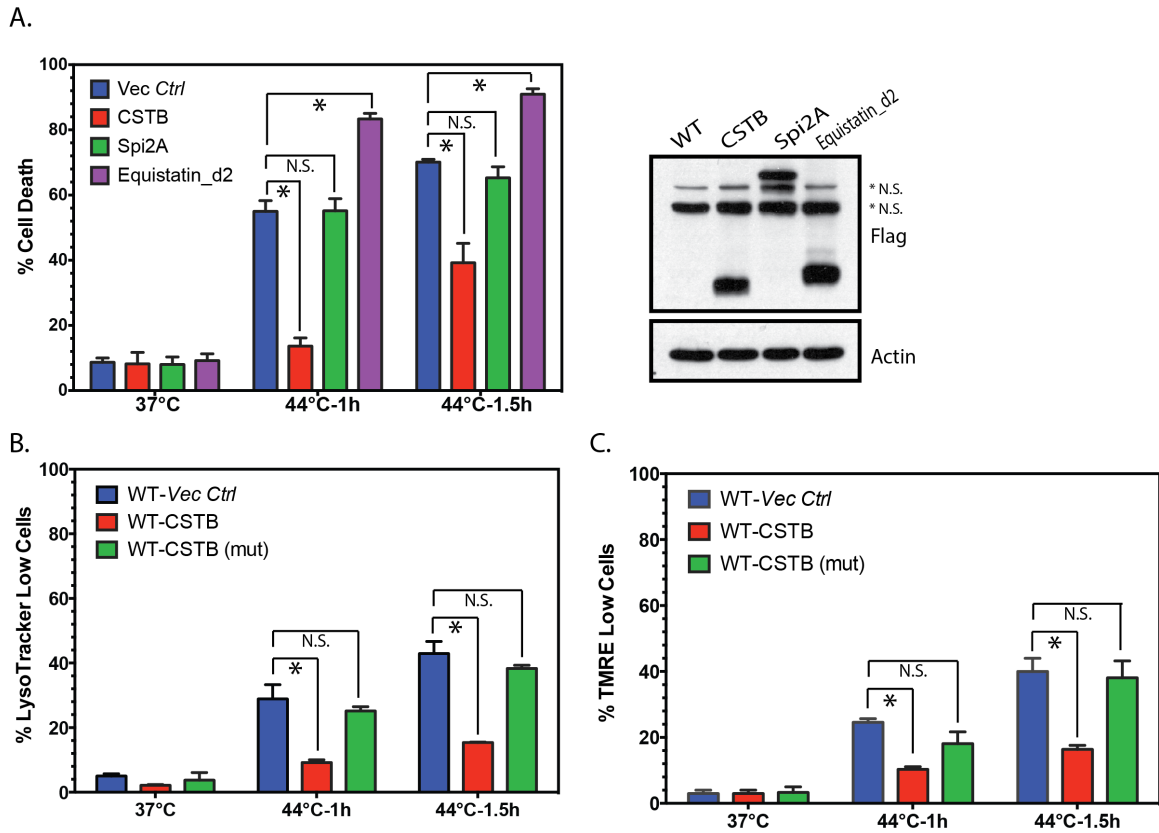 A.
% Cell Death
100
80
60
40
20
0
Vec Ctrl
CSTB
Spi2A
Equistatin_d2
*
N.S.
*
*
N.S.
*
37°C
44°C-1h
44°C-1.5h
WT
CSTB
Spi2A
Equistatin_d2
* N.S.
* N.S.
Flag
Actin
B.
% LysoTracker Low Cells
100
80
60
40
20
0
WT-Vec Ctrl
WT-CSTB
WT-CSTB (mut)
N.S.
*
N.S.
*
37°C
44°C-1h
44°C-1.5h
C.
% TMRE Low Cells
100
80
60
40
20
0
WT-Vec Ctrl
WT-CSTB
WT-CSTB (mut)
N.S.
*
N.S.
*
37°C
44°C-1h
44°C-1.5h